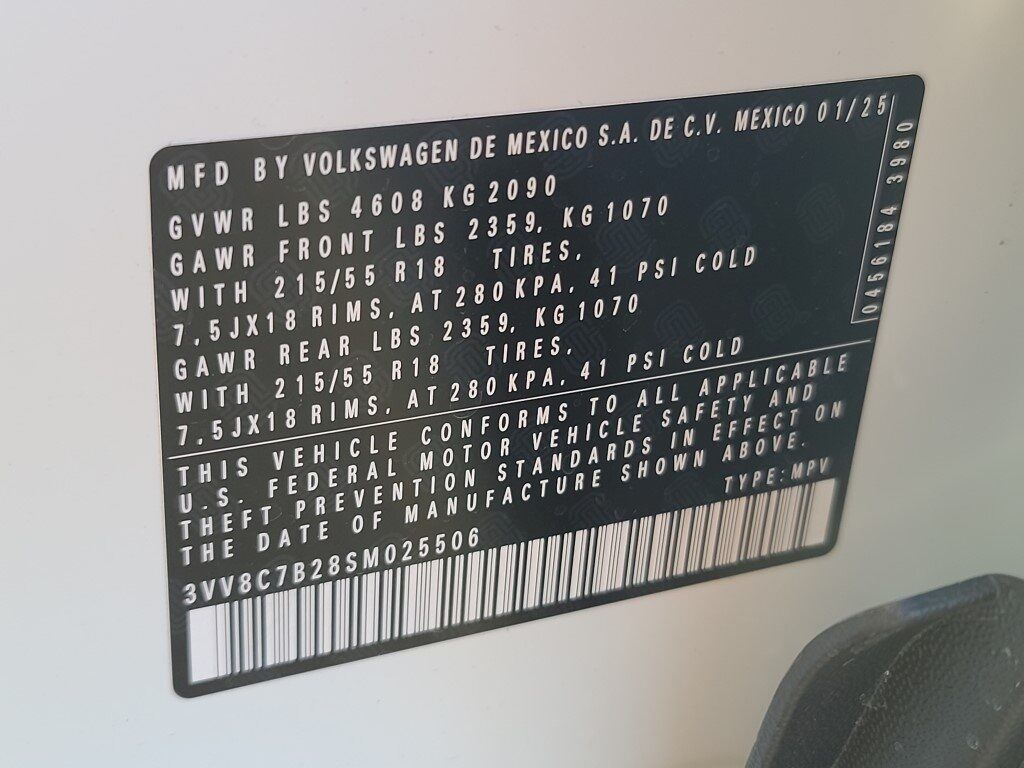 MFD BY VOLKSWAGEN DE MEXICO S.A. DE C.V. MEXICO 01/25
GVWR LBS 4608 KG 2090
GAWR FRONT LBS 2359, KG 1070
WITH 215/55 R18 TIRES,
7,5JX18 RIMS, AT 280 KPA, 41 PSI COLD
GAWR REAR LBS 2359, KG 1070
WITH 215/55 R18 TIRES,
7,5JX18 RIMS, AT 280 KPA, 41 PSI COLD
0456184 3980
THIS VEHICLE CONFORMS TO ALL APPLICABLE
U.S. FEDERAL MOTOR VEHICLE SAFETY AND
THEFT PREVENTION STANDARDS IN EFFECT ON
THE DATE OF MANUFACTURE SHOWN ABOVE.
TYPE:MPV
3VV8C7B28SM025506